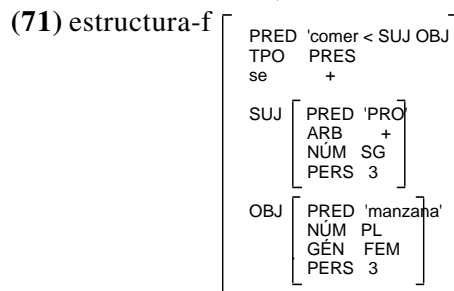 (71) estructura-f
PRED 'comer < SUJ OBJ
TPO PRES
se +
SUJ PRED 'PRO'
ARB +
NÚM SG
PERS 3
OBJ PRED 'manzana'
NÚM PL
GÉN FEM
PERS 3